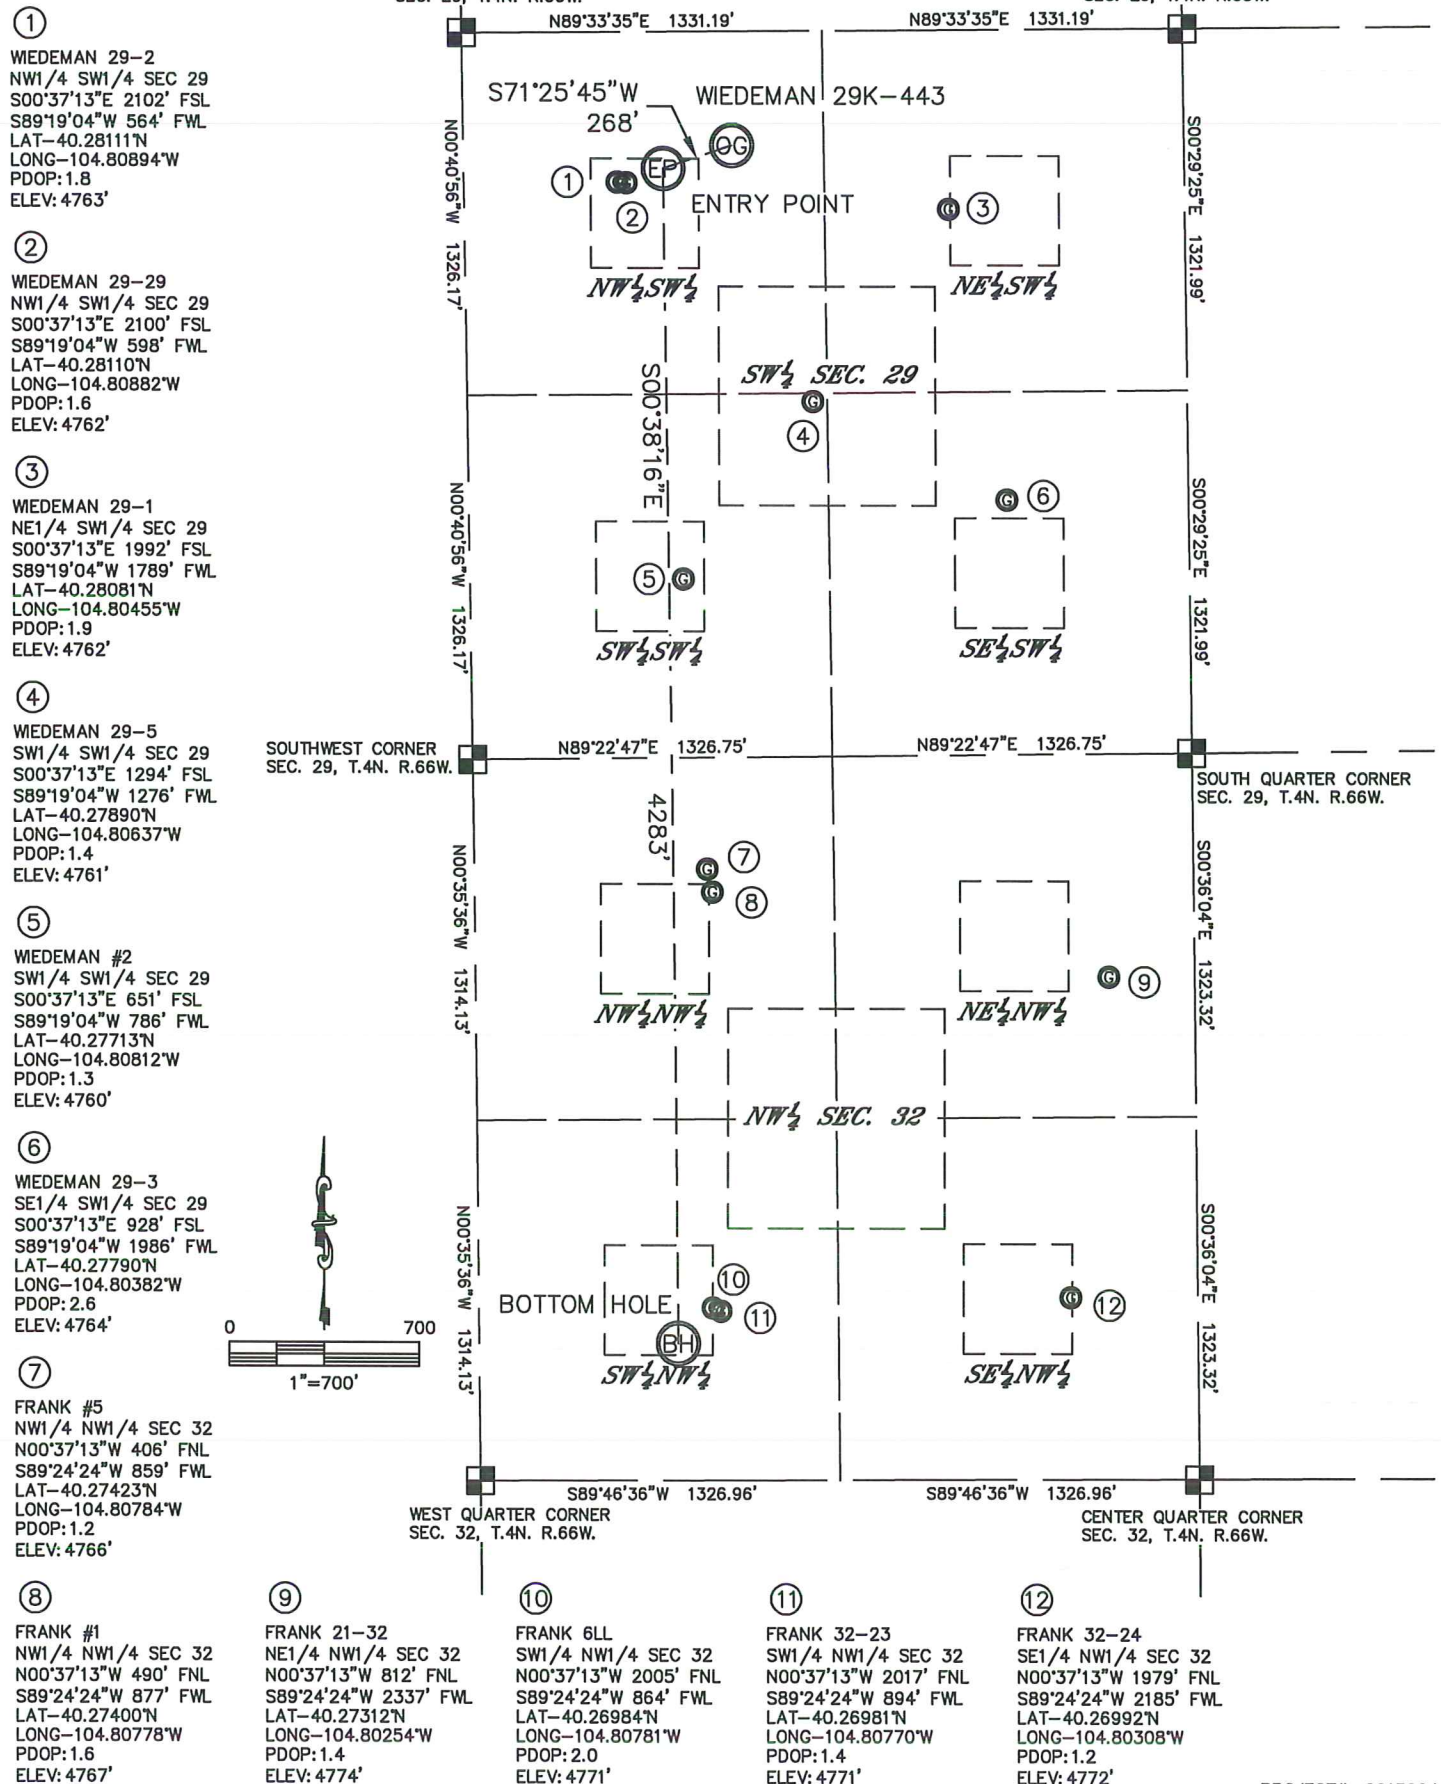 ①
WIEDEMAN 29-2
NW1/4 SW1/4 SEC 29
S00°37'13"E 2102' FSL
S89°19'04"W 564' FWL
LAT-40.28111°N
LONG-104.80894°W
PDOP:1.8
ELEV: 4763'
②
WIEDEMAN 29-29
NW1/4 SW1/4 SEC 29
S00°37'13"E 2100' FSL
S89°19'04"W 598' FWL
LAT-40.28110°N
LONG-104.80882°W
PDOP:1.6
ELEV: 4762'
③
WIEDEMAN 29-1
NE1/4 SW1/4 SEC 29
S00°37'13"E 1992' FSL
S89°19'04"W 1789' FWL
LAT-40.28081°N
LONG-104.80455°W
PDOP:1.9
ELEV: 4762'
④
WIEDEMAN 29-5
SW1/4 SW1/4 SEC 29
S00°37'13"E 1294' FSL
S89°19'04"W 1276' FWL
LAT-40.27890°N
LONG-104.80637°W
PDOP:1.4
ELEV: 4761'
⑤
WIEDEMAN #2
SW1/4 SW1/4 SEC 29
S00°37'13"E 651' FSL
S89°19'04"W 786' FWL
LAT-40.27713°N
LONG-104.80812°W
PDOP:1.3
ELEV: 4760'
⑥
WIEDEMAN 29-3
SE1/4 SW1/4 SEC 29
S00°37'13"E 928' FSL
S89°19'04"W 1986' FWL
LAT-40.27790°N
LONG-104.80382°W
PDOP:2.6
ELEV: 4764'
⑦
FRANK #5
NW1/4 NW1/4 SEC 32
N00°37'13"W 406' FNL
S89°24'24"W 859' FWL
LAT-40.27423°N
LONG-104.80784°W
PDOP:1.2
ELEV: 4766'
⑧
FRANK #1
NW1/4 NW1/4 SEC 32
N00°37'13"W 490' FNL
S89°24'24"W 877' FWL
LAT-40.27400°N
LONG-104.80778°W
PDOP:1.6
ELEV: 4767'
⑨
FRANK 21-32
NE1/4 NW1/4 SEC 32
N00°37'13"W 812' FNL
S89°24'24"W 2337' FWL
LAT-40.27312°N
LONG-104.80254°W
PDOP:1.4
ELEV: 4774'
⑩
FRANK 6LL
SW1/4 NW1/4 SEC 32
N00°37'13"W 2005' FNL
S89°24'24"W 864' FWL
LAT-40.26984°N
LONG-104.80781°W
PDOP:2.0
ELEV: 4771'
⑪
FRANK 32-23
SW1/4 NW1/4 SEC 32
N00°37'13"W 2017' FNL
S89°24'24"W 894' FWL
LAT-40.26981°N
LONG-104.80770°W
PDOP:1.4
ELEV: 4771'
⑫
FRANK 32-24
SE1/4 NW1/4 SEC 32
N00°37'13"W 1979' FNL
S89°24'24"W 2185' FWL
LAT-40.26992°N
LONG-104.80308°W
PDOP:1.2
ELEV: 4772'
N89°33'35"E 1331.19'
N89°33'35"E 1331.19'
S71°25'45"W
268'
WIEDEMAN 29K-443
OG
EP
ENTRY POINT
①
②
G
③
N00°40'56"W 1326.17'
S00°29'25"E 1321.99'
NW¼SW¼
NE¼SW¼
SW¼ SEC. 29
G
④
S00°38'16"E
N00°40'56"W 1326.17'
S00°29'25"E 1321.99'
G
⑥
⑤
G
SW¼SW¼
SE¼SW¼
SOUTHWEST CORNER
SEC. 29, T.4N. R.66W.
N89°22'47"E 1326.75'
N89°22'47"E 1326.75'
SOUTH QUARTER CORNER
SEC. 29, T.4N. R.66W.
4283'
N00°35'36"W 1314.13'
S00°36'04"E 1323.32'
G
⑦
G
⑧
G
⑨
NW¼NW¼
NE¼NW¼
NW¼ SEC. 32
N00°35'36"W 1314.13'
S00°36'04"E 1323.32'
BOTTOM HOLE
BH
⑩
G
⑪
G
⑫
SW¼NW¼
SE¼NW¼
0 700
1"=700'
S89°46'36"W 1326.96'
S89°46'36"W 1326.96'
WEST QUARTER CORNER
SEC. 32, T.4N. R.66W.
CENTER QUARTER CORNER
SEC. 32, T.4N. R.66W.